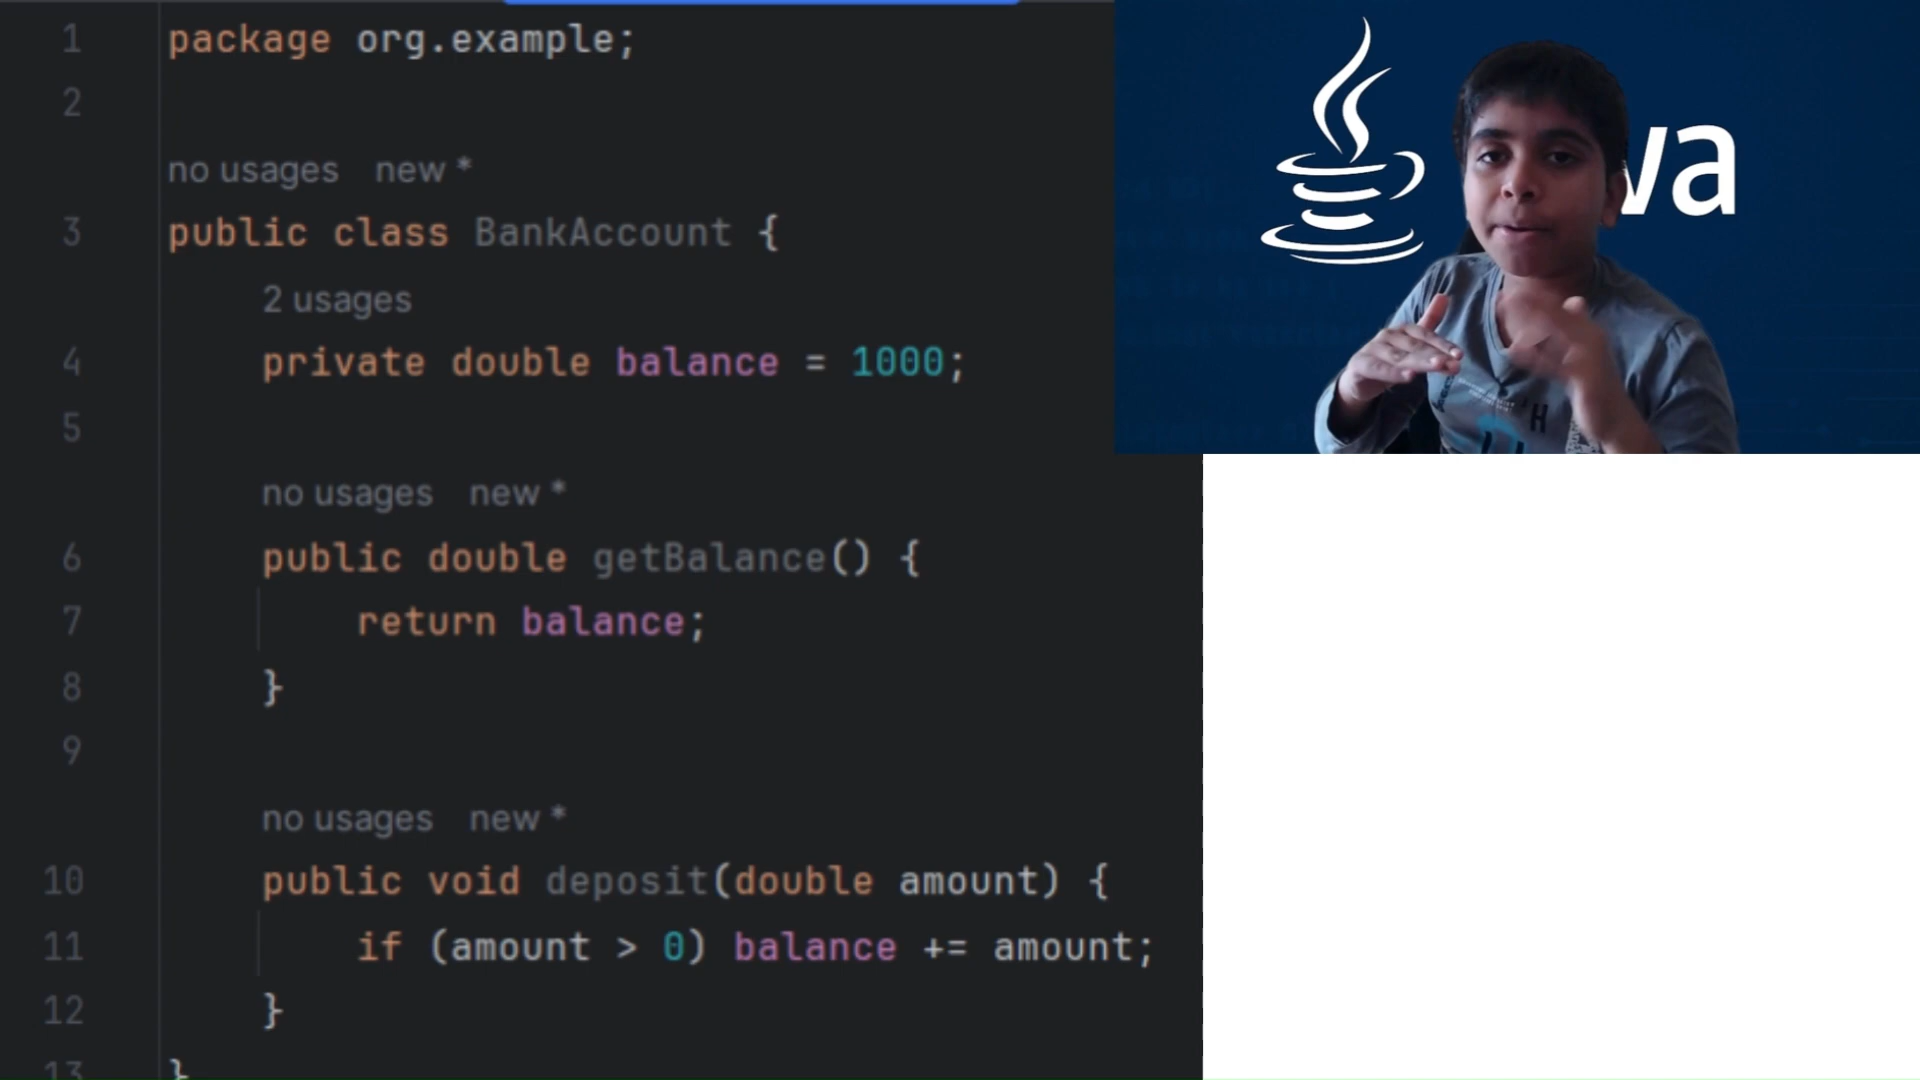 1 package org.example;
2
no usages new *
3 public class BankAccount {
2 usages
4 private double balance = 1000;
5
no usages new *
6 public double getBalance() {
7 return balance;
8 }
9
no usages new *
10 public void deposit(double amount) {
11 if (amount > 0) balance += amount;
12 }
13 }
va
H